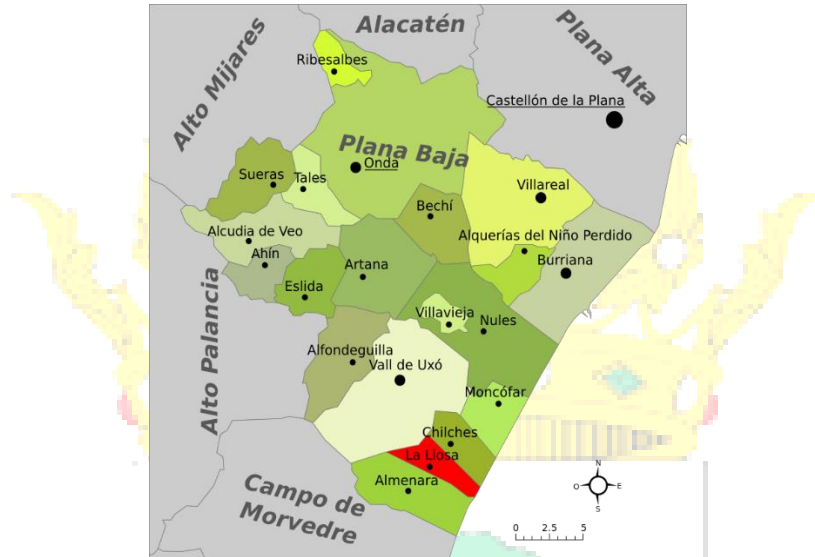 Alacatén
Plana Alta
Alto Mijares
Ribesalbes
Castellón de la Plana
Plana Baja
Onda
Sueras
Tales
Villareal
Bechí
Alcudia de Veo
Alquerías del Niño Perdido
Ahín
Artana
Burriana
Eslida
Alto Palancia
Villavieja
Nules
Alfondeguilla
Vall de Uxó
Moncófar
Chilches
La Llosa
Almenara
Campo de
Morvedre
N
O
E
S
0 2.5 5